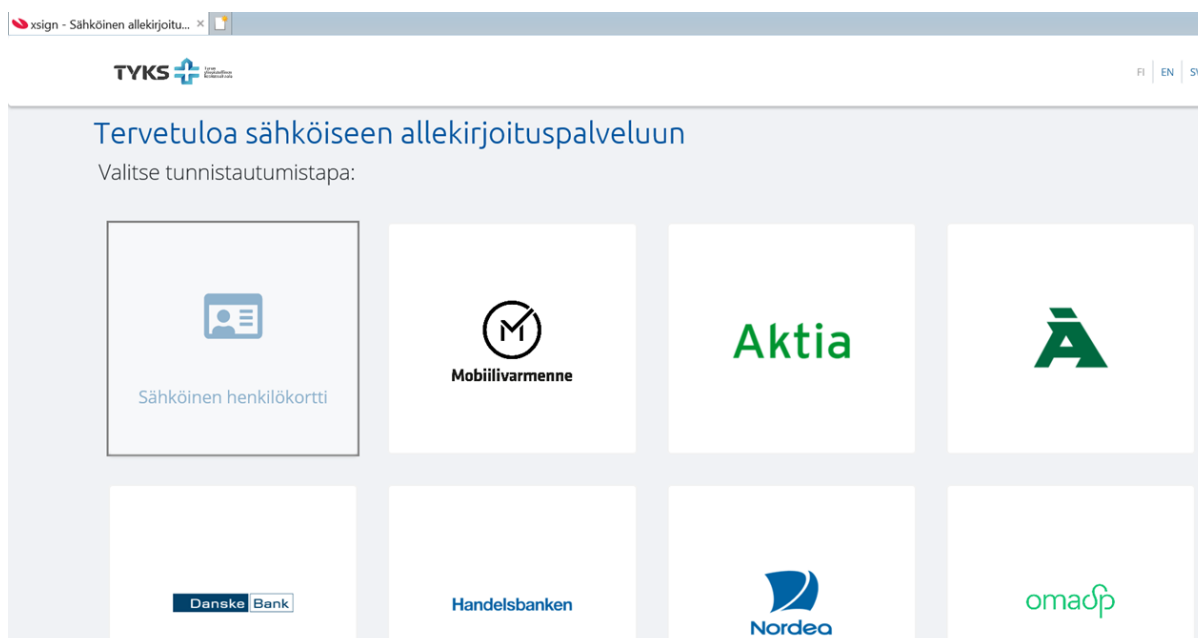 xsign - Sähköinen allekirjoitu...
TYKS
FI EN SV
Tervetuloa sähköiseen allekirjoituspalveluun
Valitse tunnistautumistapa:
Sähköinen henkilökortti
Mobiilivarmenne
Aktia
Danske Bank
Handelsbanken
Nordea
omasp